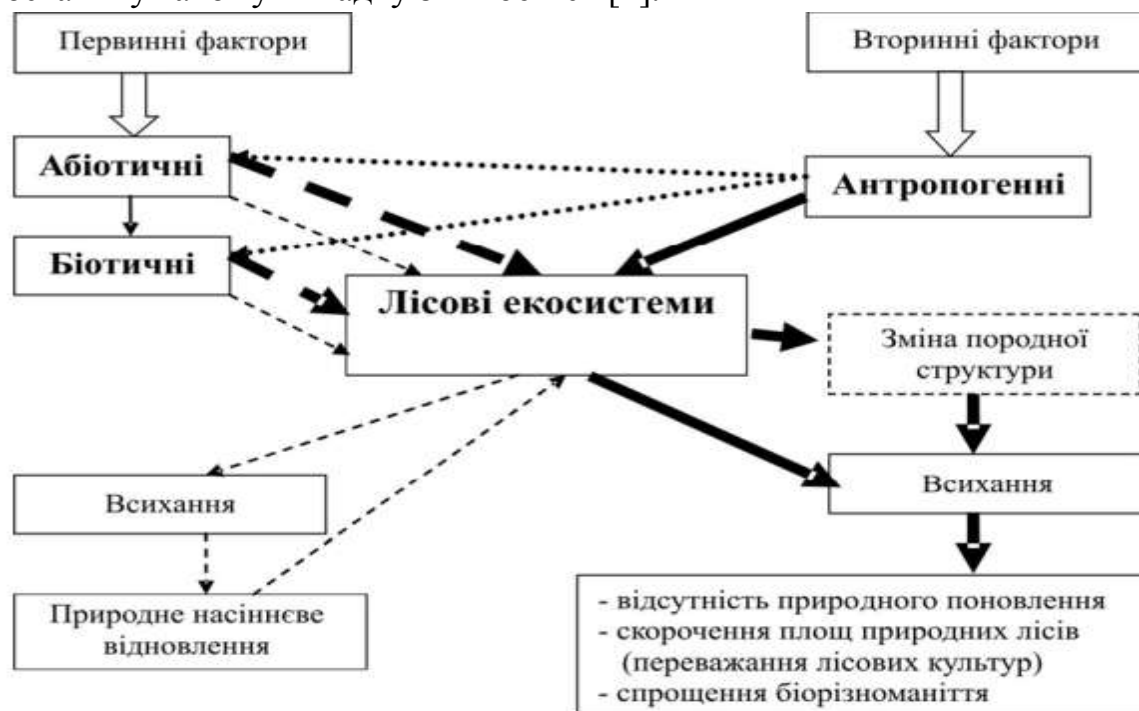 Первинні фактори
Вторинні фактори
Абіотичні
Антропогенні
Біотичні
Лісові екосистеми
Зміна породної
структури
Всихання
Всихання
Природне насіннєве
відновлення
- відсутність природного поновлення
- скорочення площ природних лісів
(переважання лісових культур)
- спрощення біорізноманіття